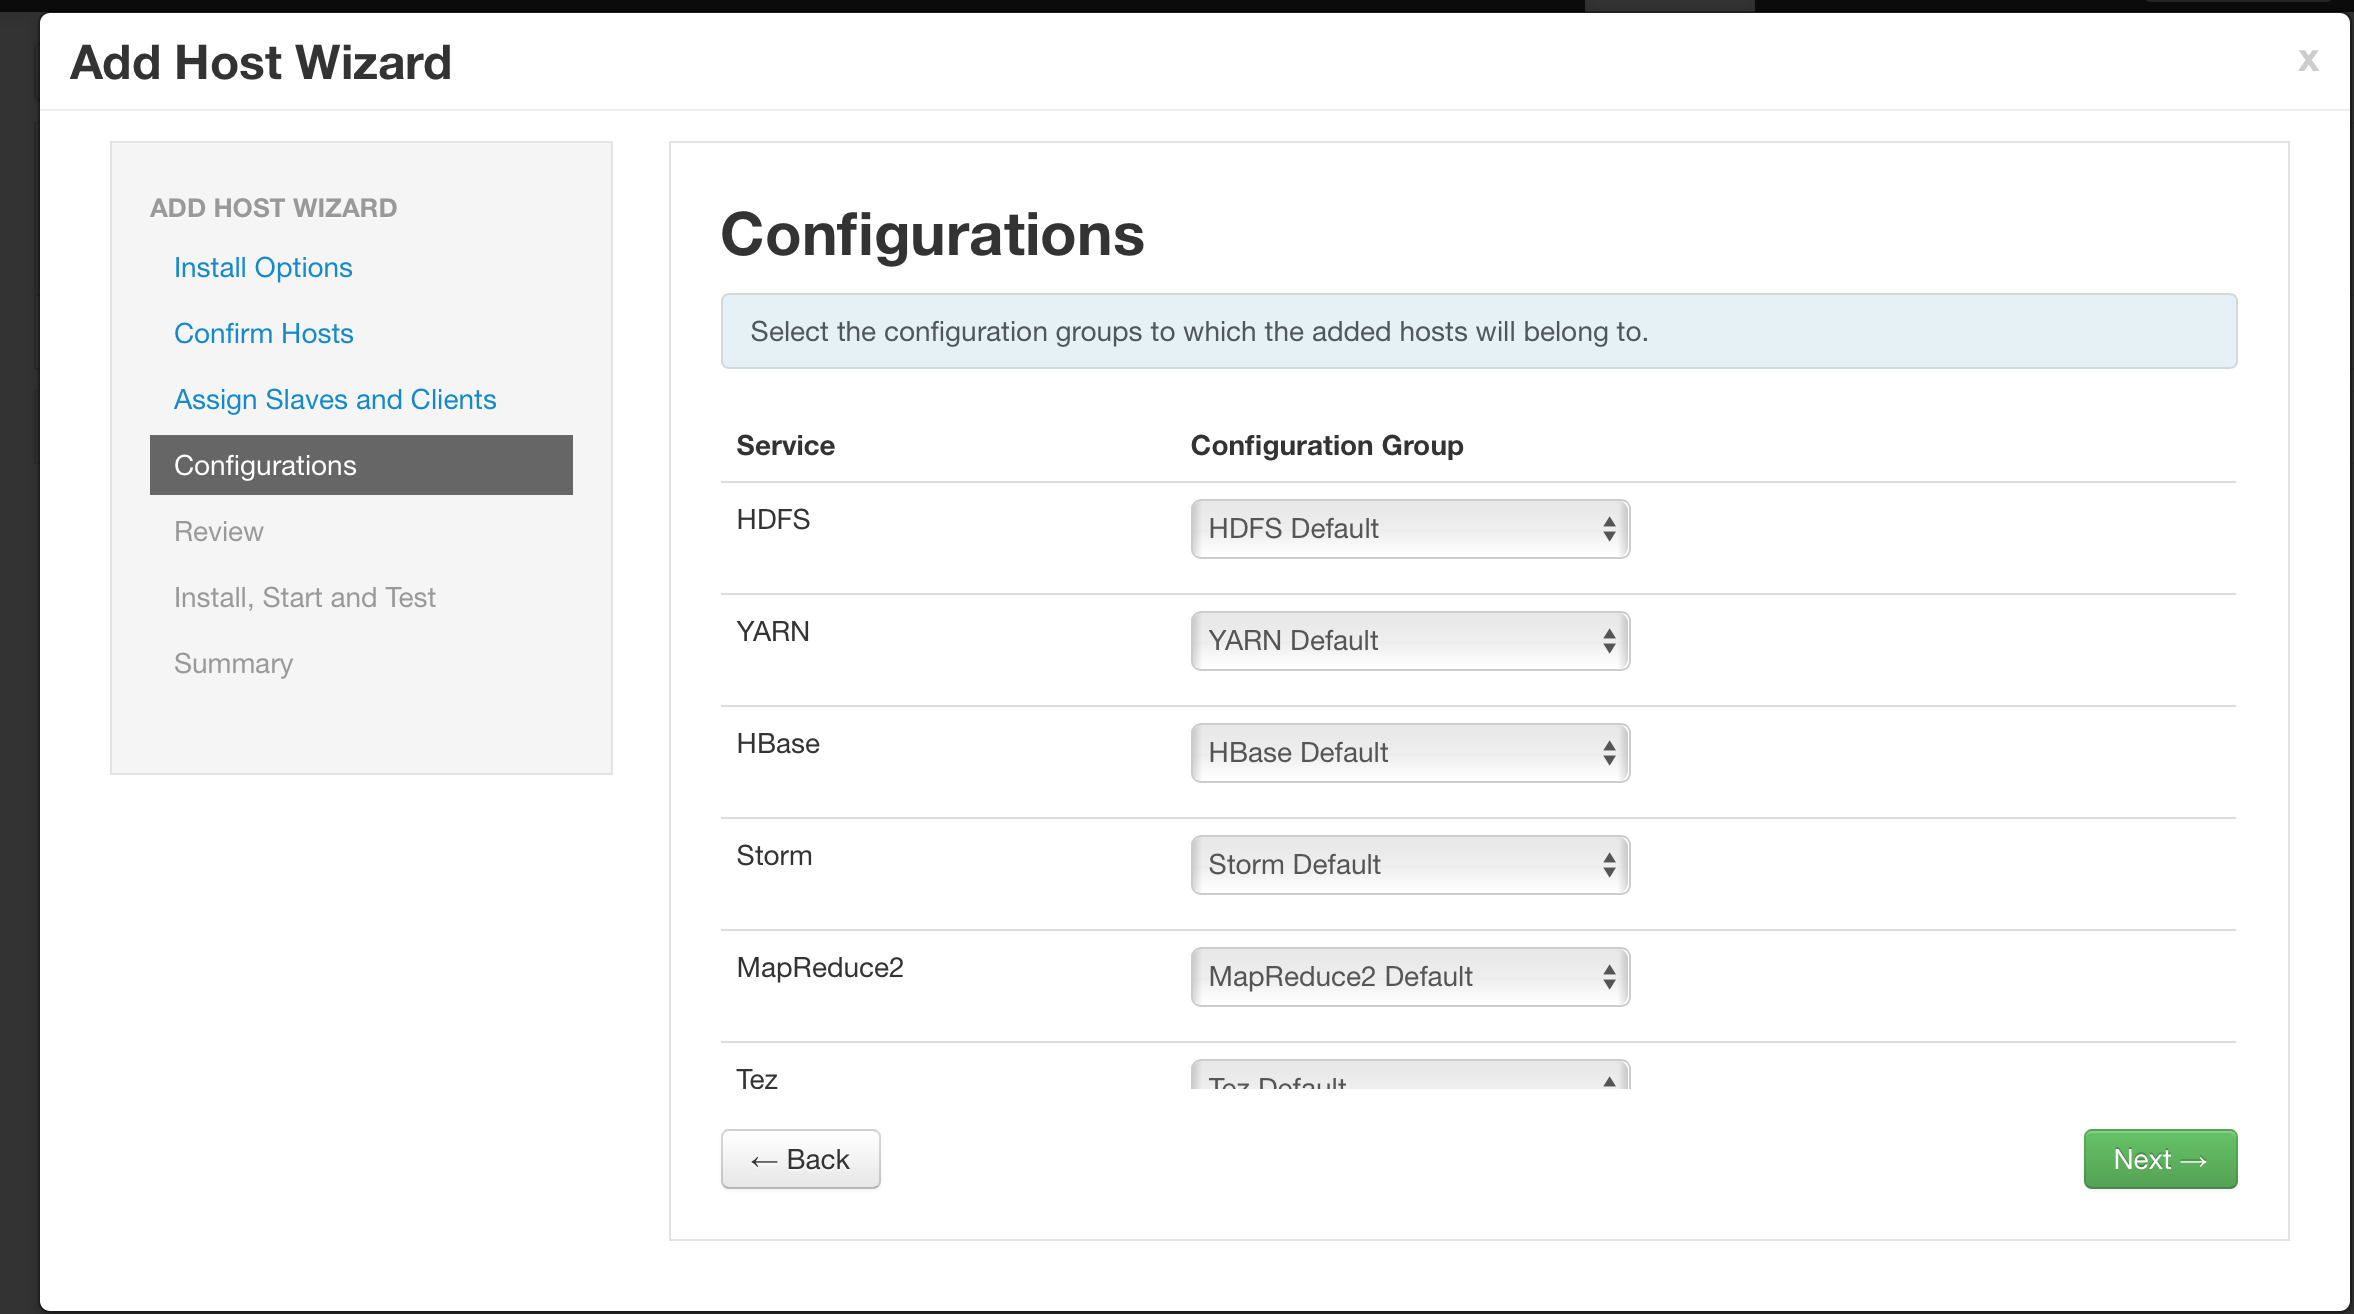 Add Host Wizard
x
ADD HOST WIZARD
Install Options
Confirm Hosts
Assign Slaves and Clients
Configurations
Review
Install, Start and Test
Summary
Configurations
Select the configuration groups to which the added hosts will belong to.
Service Configuration Group
HDFS HDFS Default
YARN YARN Default
HBase HBase Default
Storm Storm Default
MapReduce2 MapReduce2 Default
Tez Tez Default
← Back
Next →